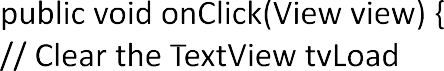 public void onClick(View view) {
// Clear the TextView tvLoad